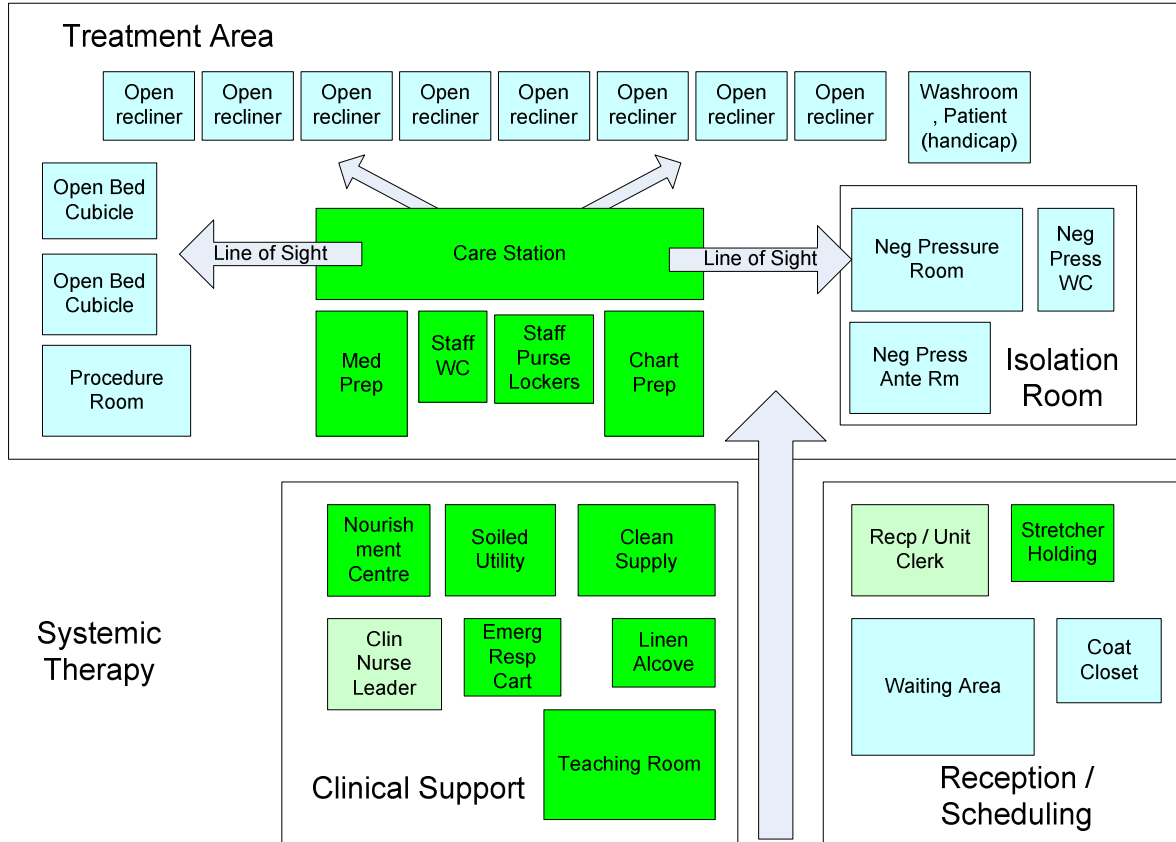 Treatment Area
Open
recliner
Open
recliner
Open
recliner
Open
recliner
Open
recliner
Open
recliner
Open
recliner
Open
recliner
Washroom
, Patient
(handicap)
Open Bed
Cubicle
Open Bed
Cubicle
Procedure
Room
Line of Sight
Care Station
Line of Sight
Med
Prep
Staff
WC
Staff
Purse
Lockers
Chart
Prep
Neg Pressure
Room
Neg
Press
WC
Neg Press
Ante Rm
Isolation
Room
Systemic
Therapy
Nourish
ment
Centre
Soiled
Utility
Clean
Supply
Clin
Nurse
Leader
Emerg
Resp
Cart
Linen
Alcove
Teaching Room
Clinical Support
Recp / Unit
Clerk
Stretcher
Holding
Waiting Area
Coat
Closet
Reception /
Scheduling